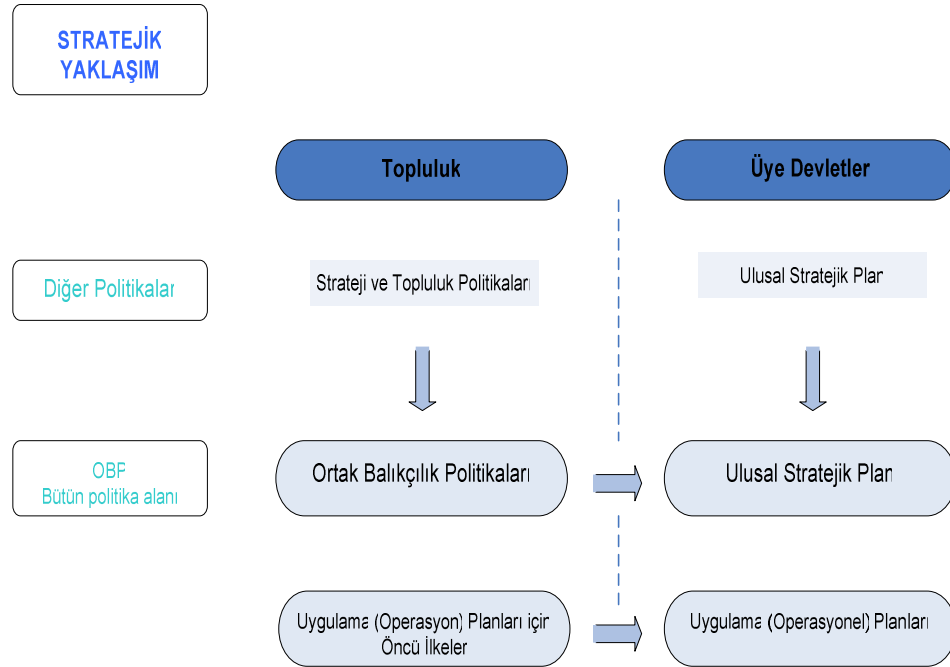 STRATEJİK
YAKLAŞIM
Topluluk
Üye Devletler
Diğer Politikalar
Strateji ve Topluluk Politikaları
Ulusal Stratejik Plan
OBP
Bütün politika alanı
Ortak Balıkçılık Politikaları
Ulusal Stratejik Plan
Uygulama (Operasyon) Planları için
Öncü İlkeler
Uygulama (Operasyonel) Planları